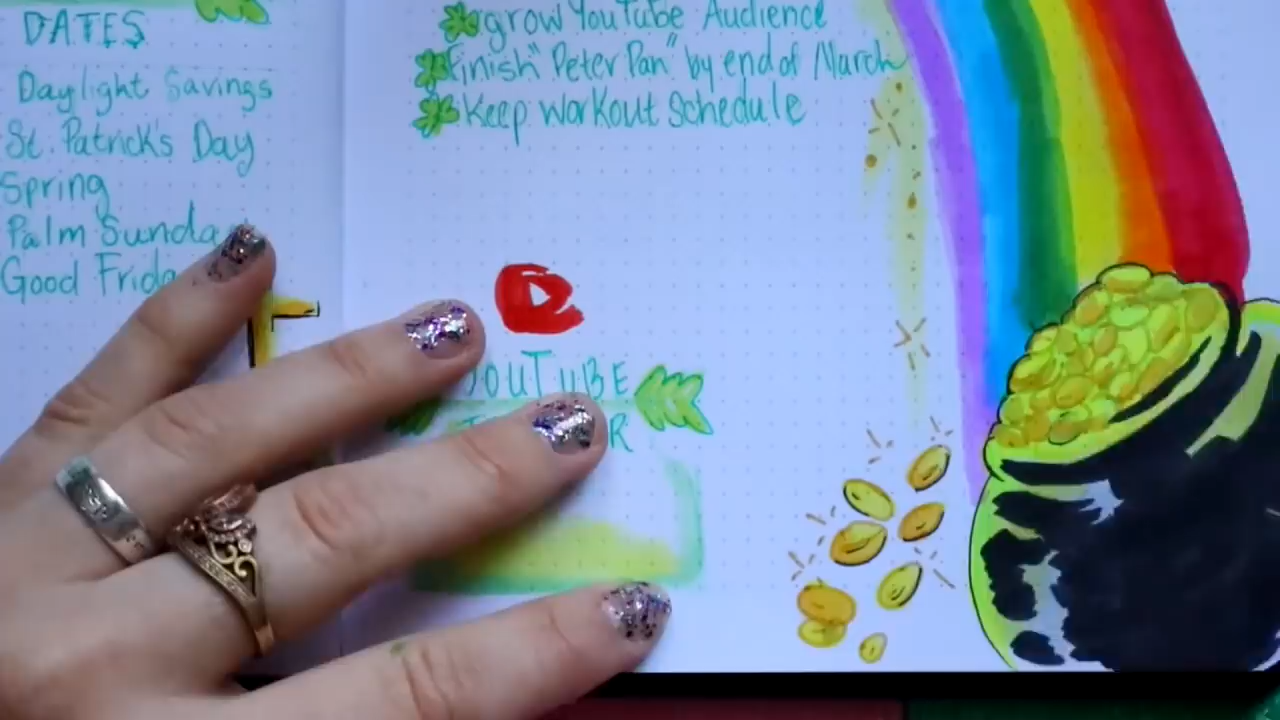 DATES
Daylight Savings
St. Patrick's Day
Spring
Palm Sunda
Good Frida
grow YouTube Audience
Finish "Peter Pan" by end of March
Keep workout Schedule
YOUTUBE